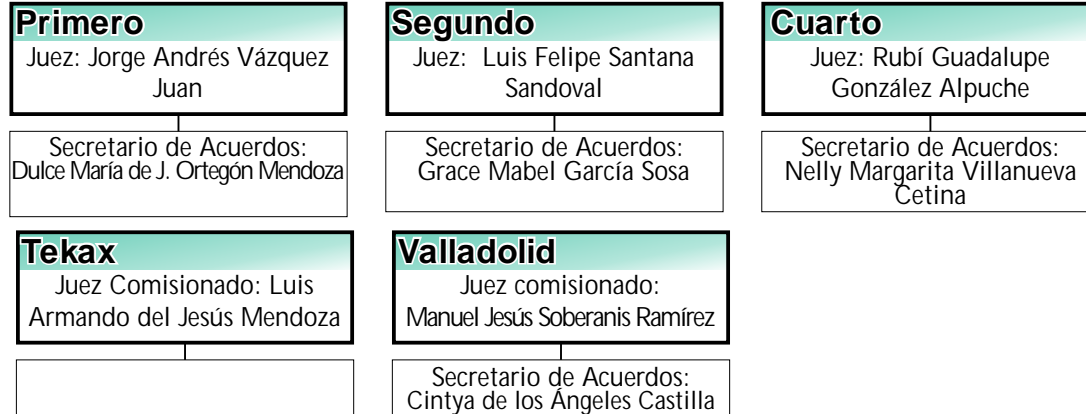 Primero
Juez: Jorge Andrés Vázquez
Juan
Secretario de Acuerdos:
Dulce María de J. Ortegón Mendoza
Segundo
Juez: Luis Felipe Santana
Sandoval
Secretario de Acuerdos:
Grace Mabel García Sosa
Cuarto
Juez: Rubí Guadalupe
González Alpuche
Secretario de Acuerdos:
Nelly Margarita Villanueva
Cetina
Tekax
Juez Comisionado: Luis
Armando del Jesús Mendoza
Valladolid
Juez comisionado:
Manuel Jesús Soberanis Ramírez
Secretario de Acuerdos:
Cintya de los Ángeles Castilla